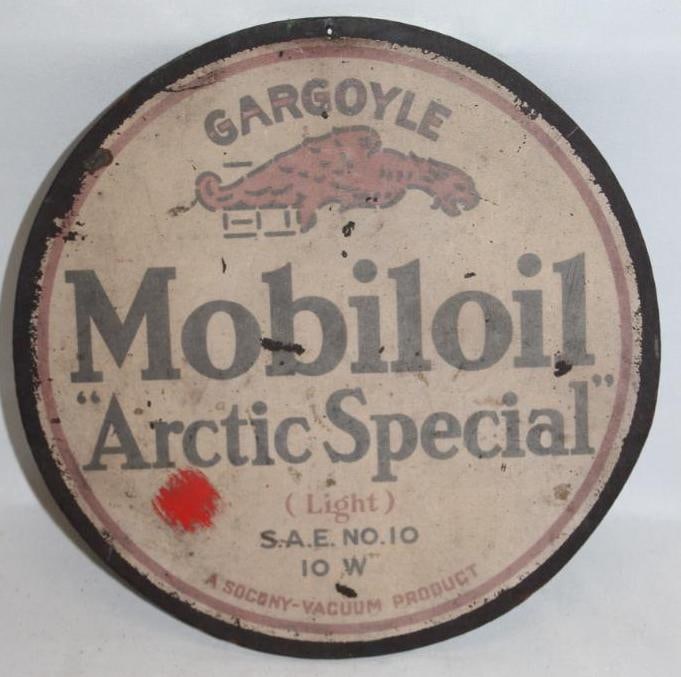 GARGOYLE
Mobiloil
"Arctic Special"
(Light)
S.A.E. NO.10
10 W
A SOCONY-VACUUM PRODUCT